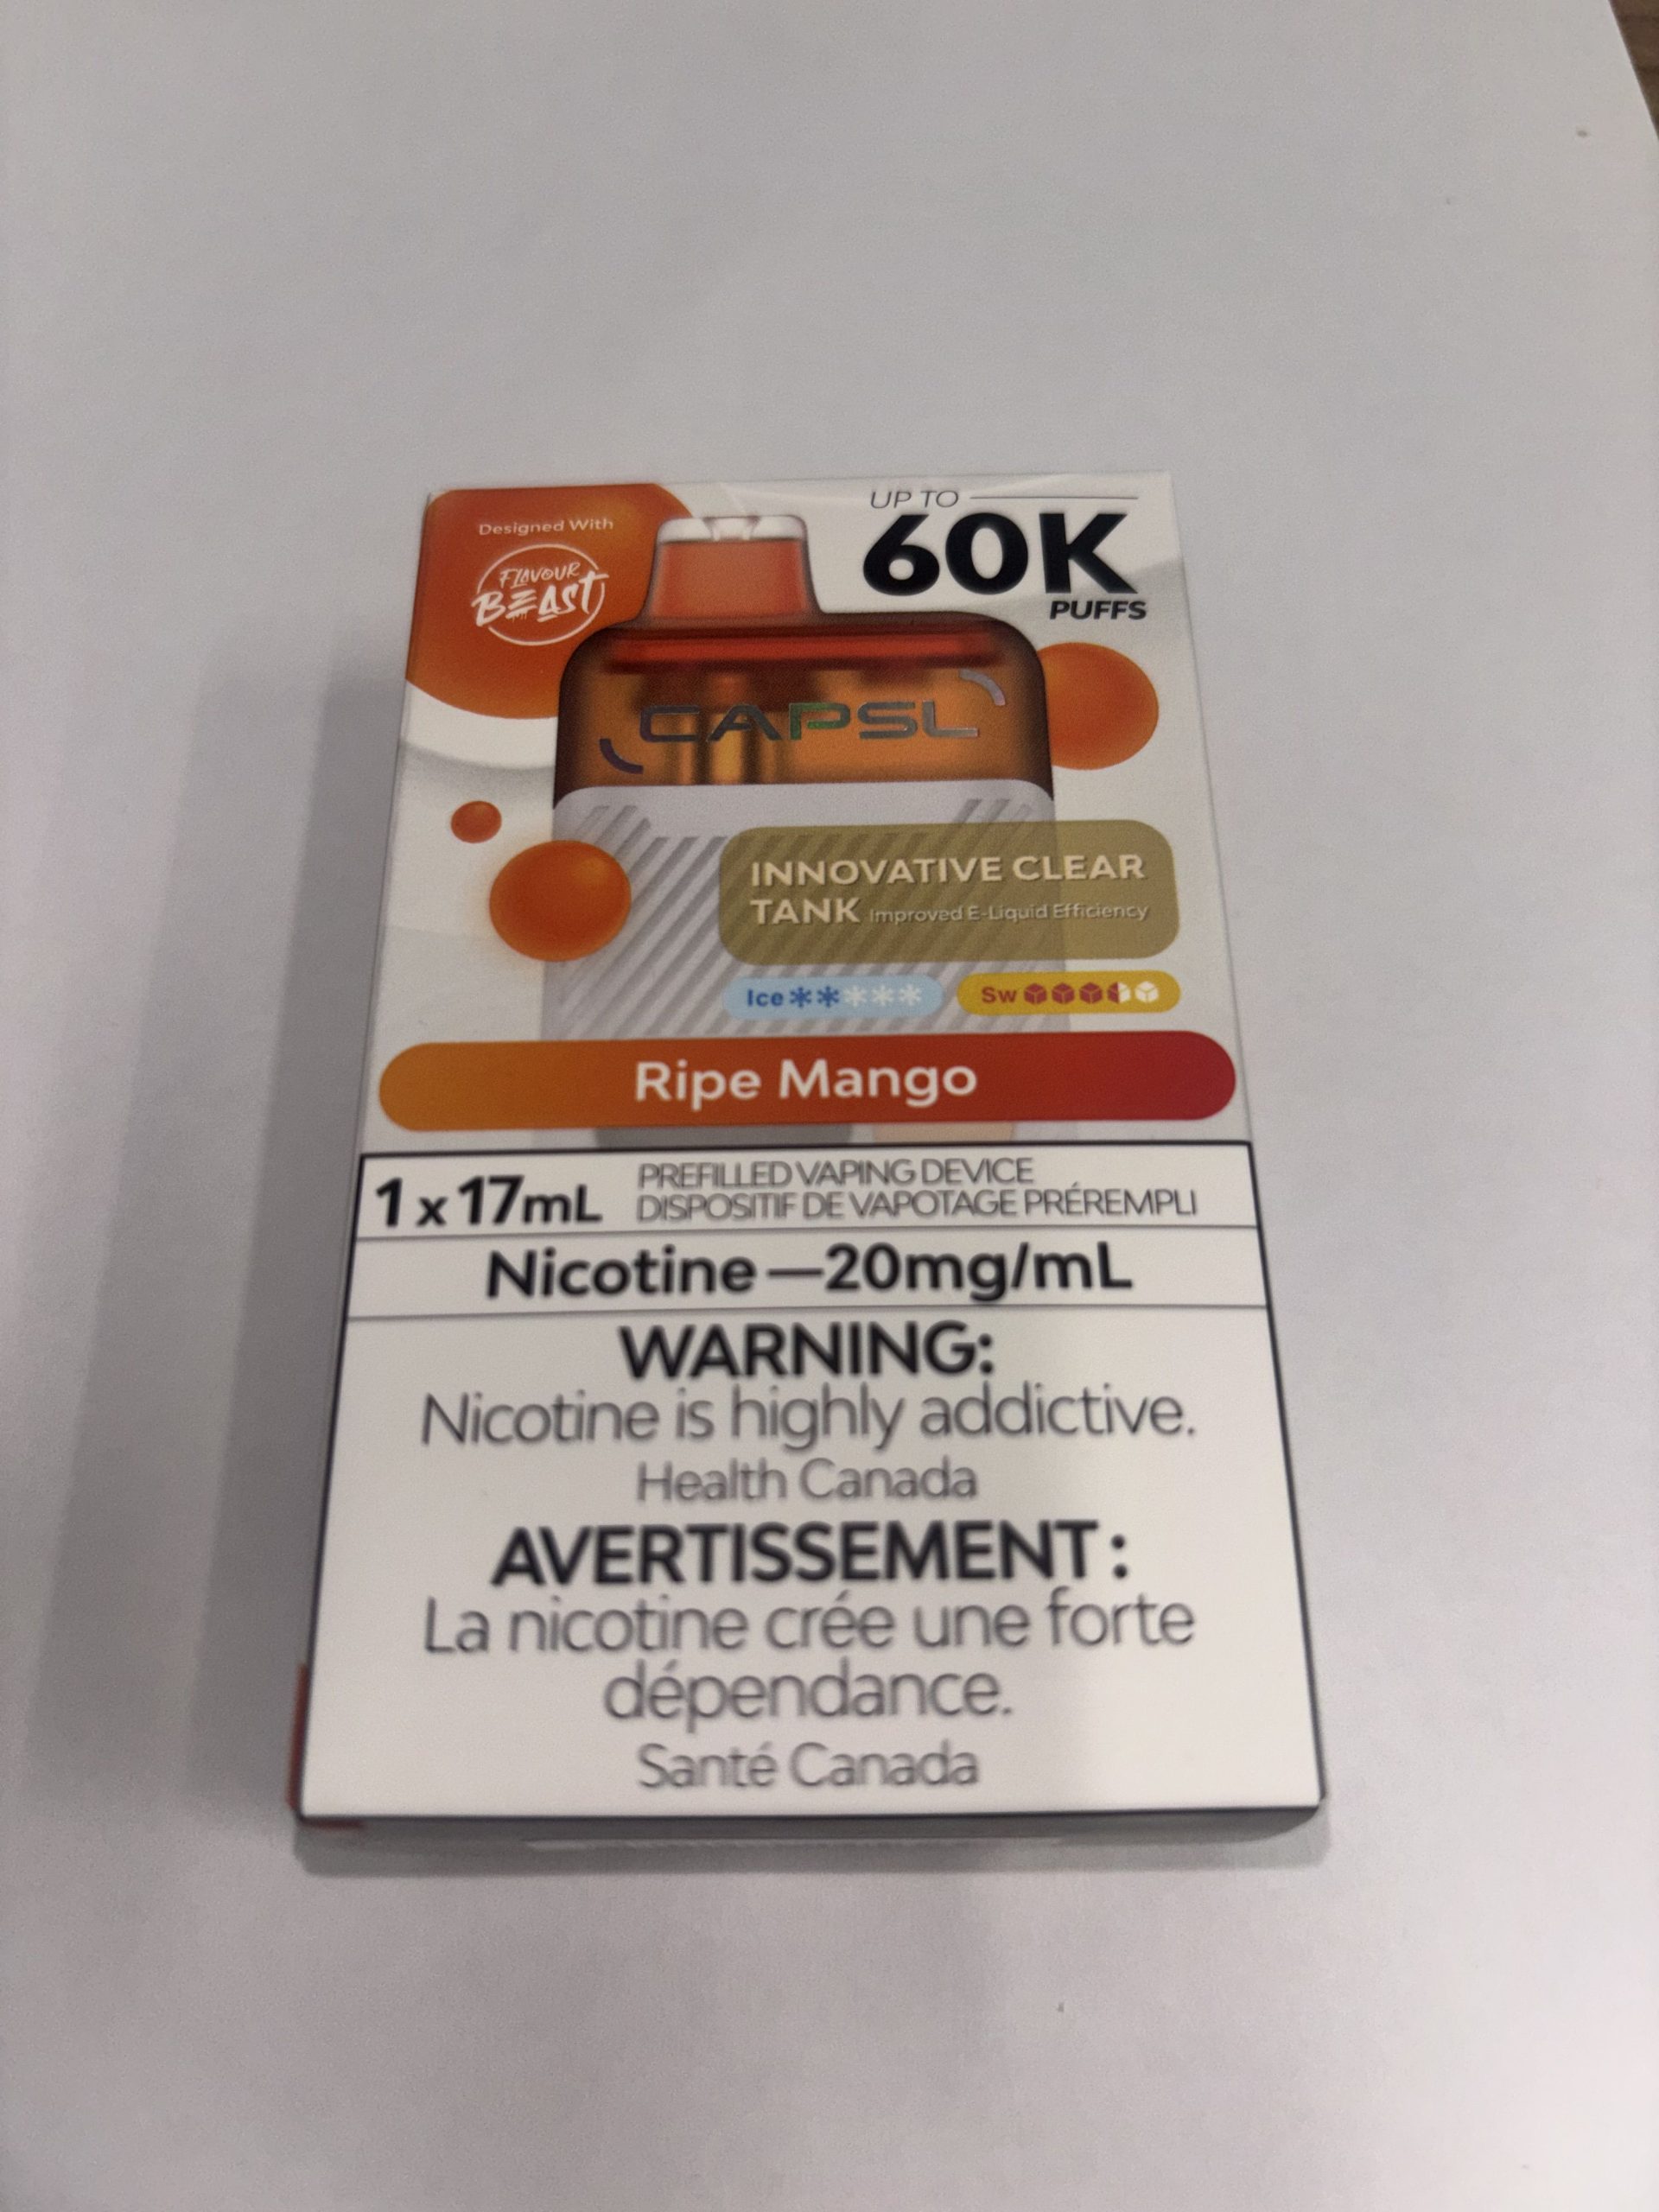 UP TO
60K
PUFFS
Designed With
FLAVOUR
BEAST
CAPSL
INNOVATIVE CLEAR
TANK Improved E-Liquid Efficiency
Ice Sw
Ripe Mango
1 x 17mL
PREFILLED VAPING DEVICE
DISPOSITIF DE VAPOTAGE PRÉREMPLI
Nicotine—20mg/mL
WARNING:
Nicotine is highly addictive.
Health Canada
AVERTISSEMENT :
La nicotine crée une forte
dépendance.
Santé Canada